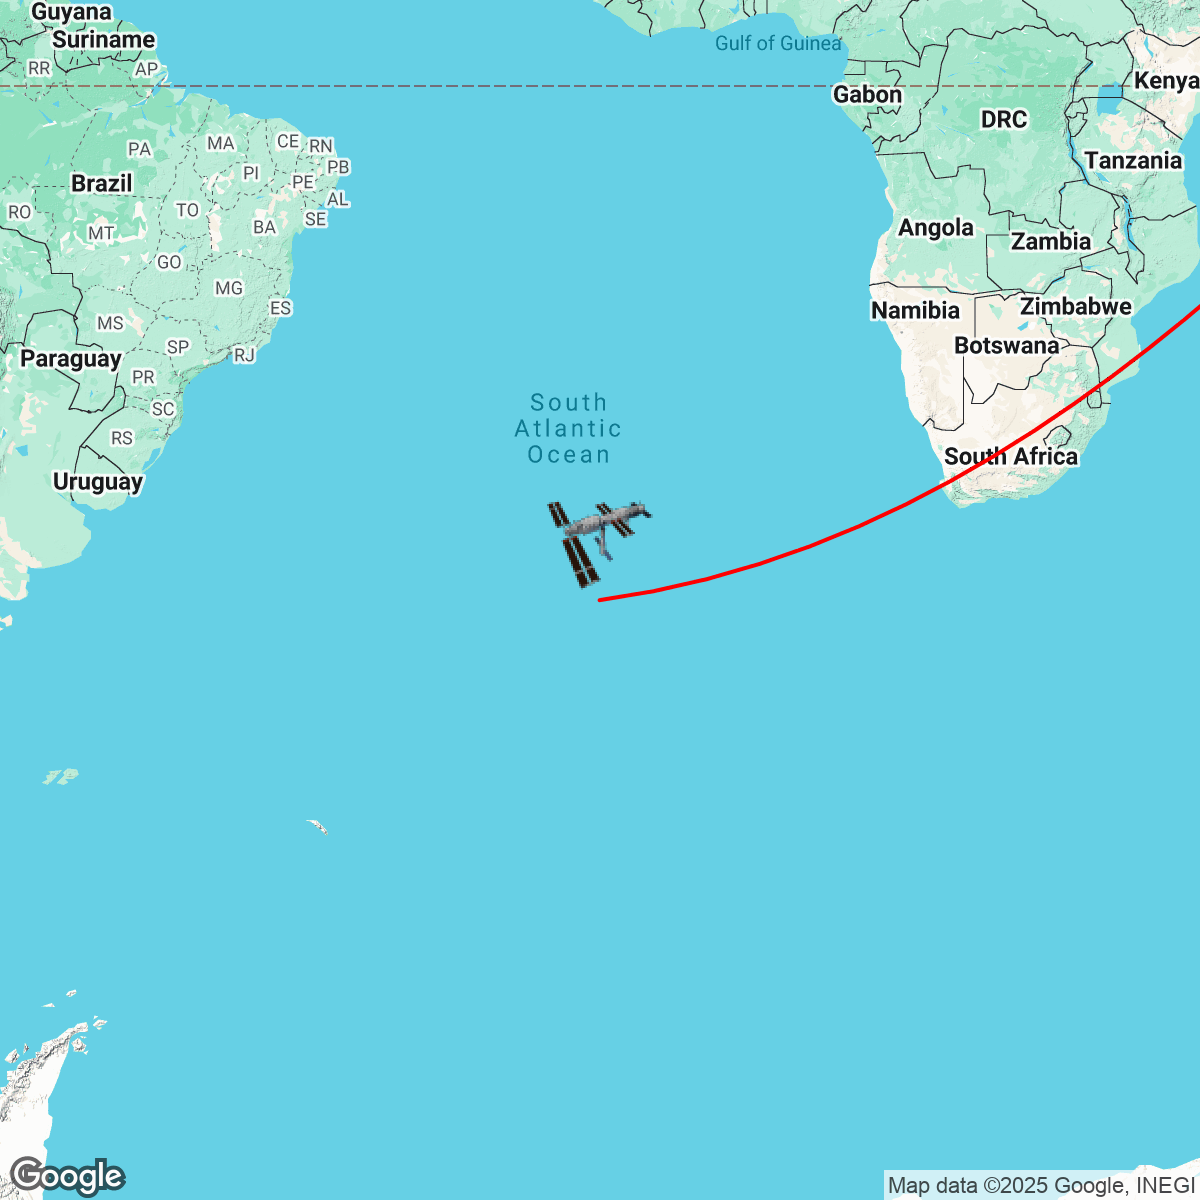 Guyana
Suriname
RR
AP
Gulf of Guinea
Gabon
DRC
Kenya
Tanzania
PA
MA
CE
RN
PI
PB
PE
AL
Brazil
TO
SE
RO
MT
BA
Angola
Zambia
GO
MG
ES
Namibia
Zimbabwe
MS
SP
RJ
Botswana
Paraguay
PR
SC
RS
South
Atlantic
Ocean
South Africa
Uruguay
Google
Map data ©2025 Google, INEGI